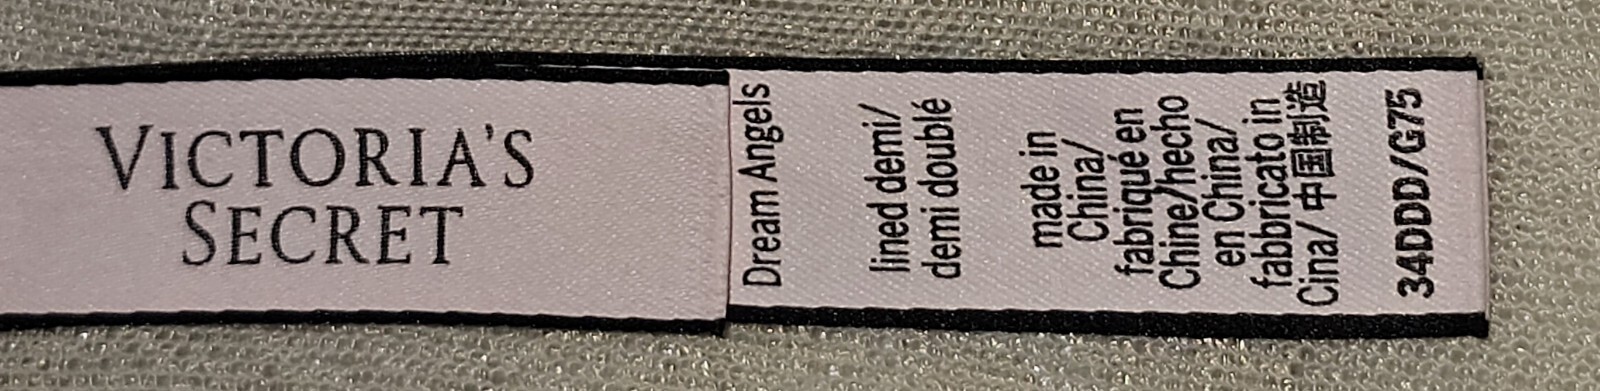 VICTORIA'S
SECRET
Dream Angels
lined demi/
demi doublé
made in
China/
fabriqué en
Chine/hecho
en China/
fabbricato in
Cina/ 中国制造
34DDD/G75